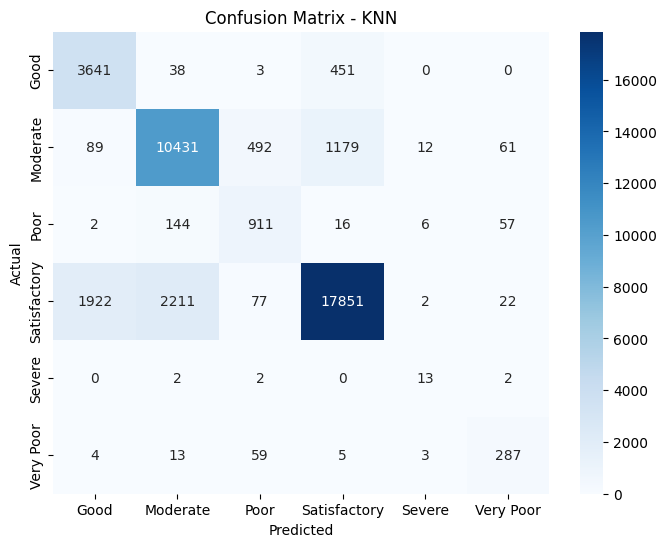 Confusion Matrix - KNN
Actual
Good 3641 38 3 451 0 0
Moderate 89 10431 492 1179 12 61
Poor 2 144 911 16 6 57
Satisfactory 1922 2211 77 17851 2 22
Severe 0 2 2 0 13 2
Very Poor 4 13 59 5 3 287
Good Moderate Poor Satisfactory Severe Very Poor
Predicted
16000
14000
12000
10000
8000
6000
4000
2000
0